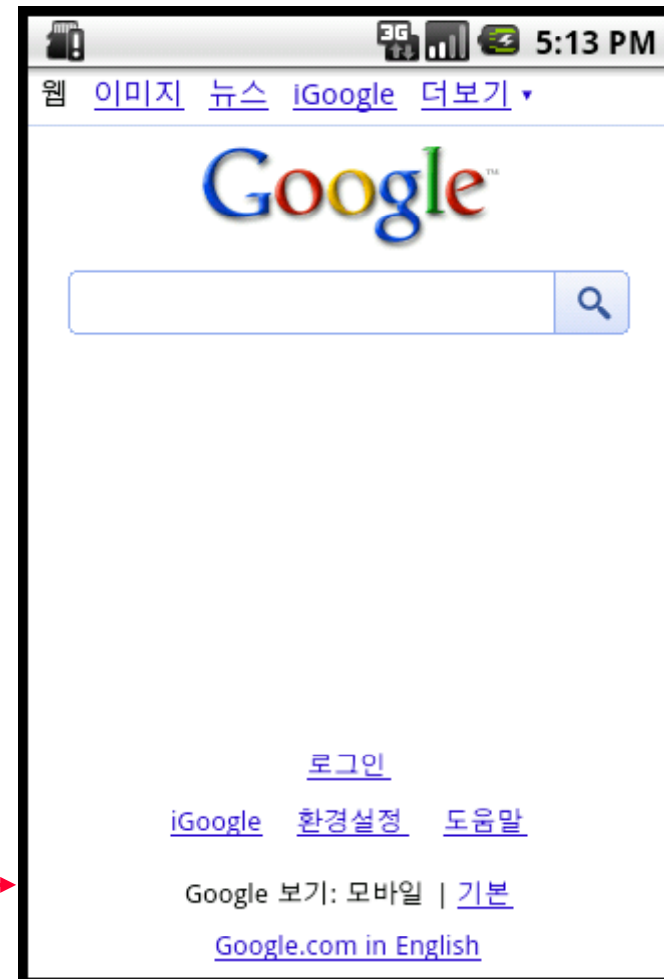 3G 5:13 PM
웹 이미지 뉴스 iGoogle 더보기 ▼
Google™
로그인
iGoogle 환경설정 도움말
Google 보기: 모바일 | 기본
Google.com in English